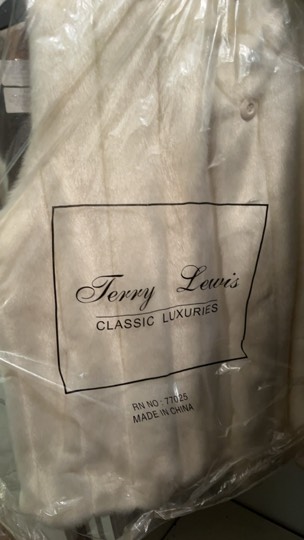 Terry Lewis
CLASSIC LUXURIES
RN NO : 77025
MADE IN CHINA